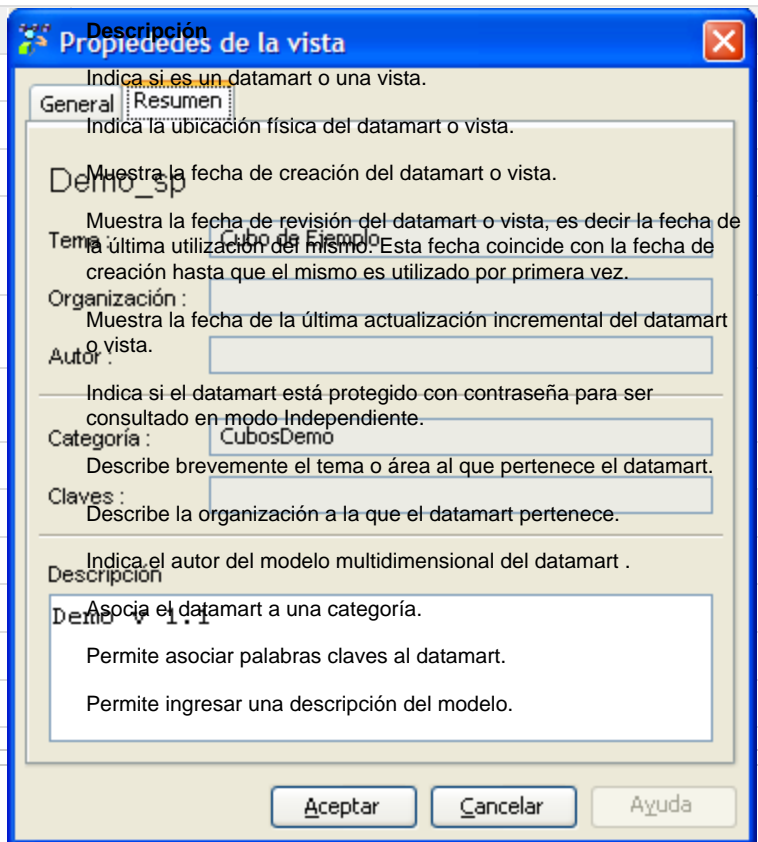 Descripción
Propiededes de la vista
Indica si es un datamart o una vista.
General
Resumen
Indica la ubicación física del datamart o vista.
Muestra la fecha de creación del datamart o vista.
Demo_sp
Muestra la fecha de revisión del datamart o vista, es decir la fecha de
Tema :
Cubo de Ejemplo
la última utilización del mismo. Esta fecha coincide con la fecha de
creación hasta que el mismo es utilizado por primera vez.
Organización :
Muestra la fecha de la última actualización incremental del datamart
o vista.
Autor :
Indica si el datamart está protegido con contraseña para ser
consultado en modo Independiente.
Categoría :
CubosDemo
Describe brevemente el tema o área al que pertenece el datamart.
Claves :
Describe la organización a la que el datamart pertenece.
Indica el autor del modelo multidimensional del datamart .
Descripción
Asocia el datamart a una categoría.
Demo v 1.1
Permite asociar palabras claves al datamart.
Permite ingresar una descripción del modelo.
Aceptar
Cancelar
Ayuda